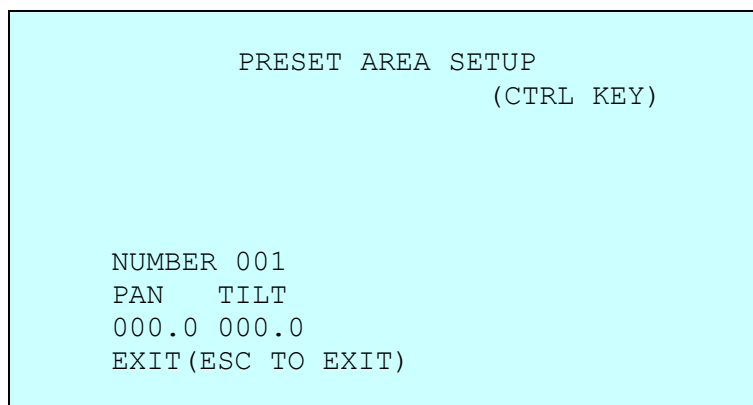 PRESET AREA SETUP
(CTRL KEY)
NUMBER 001
PAN TILT
000.0 000.0
EXIT(ESC TO EXIT)